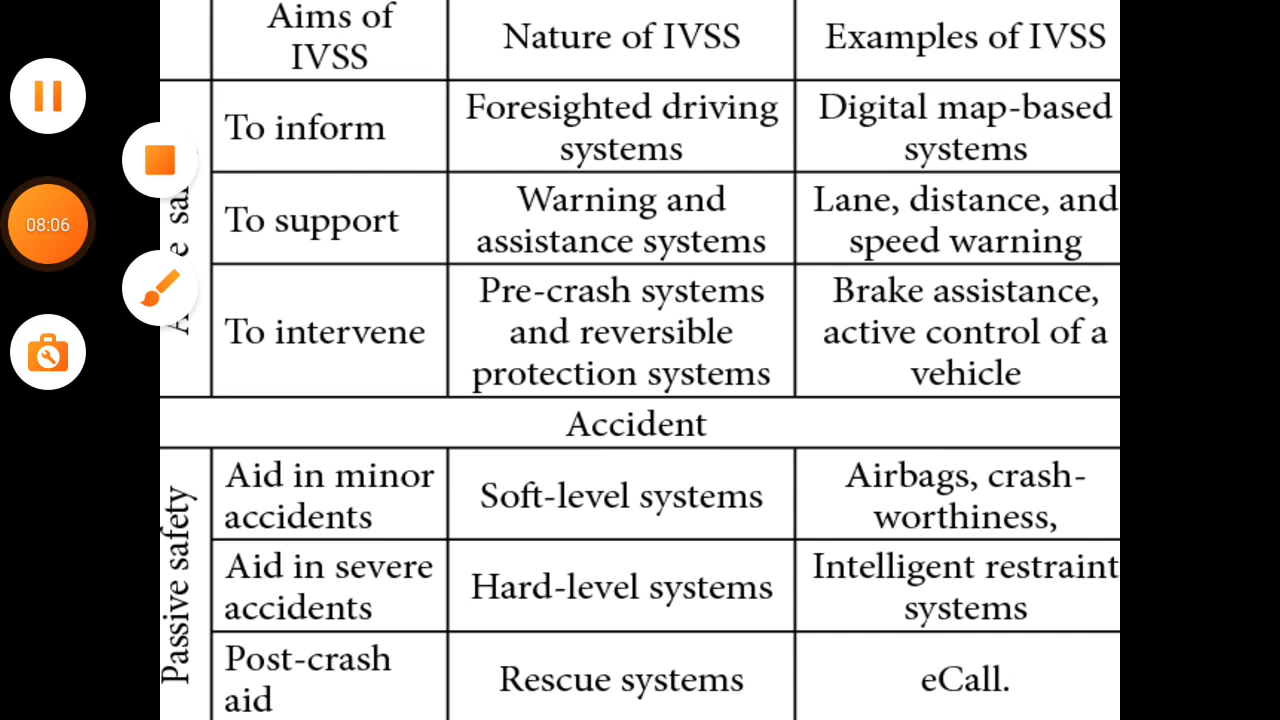 Aims of
IVSS
Nature of IVSS
Examples of IVSS
To inform
Foresighted driving
systems
Digital map-based
systems
To support
Warning and
assistance systems
Lane, distance, and
speed warning
To intervene
Pre-crash systems
and reversible
protection systems
Brake assistance,
active control of a
vehicle
Accident
Passive safety
Aid in minor
accidents
Soft-level systems
Airbags, crash-
worthiness,
Aid in severe
accidents
Hard-level systems
Intelligent restraint
systems
Post-crash
aid
Rescue systems
eCall.
08:06